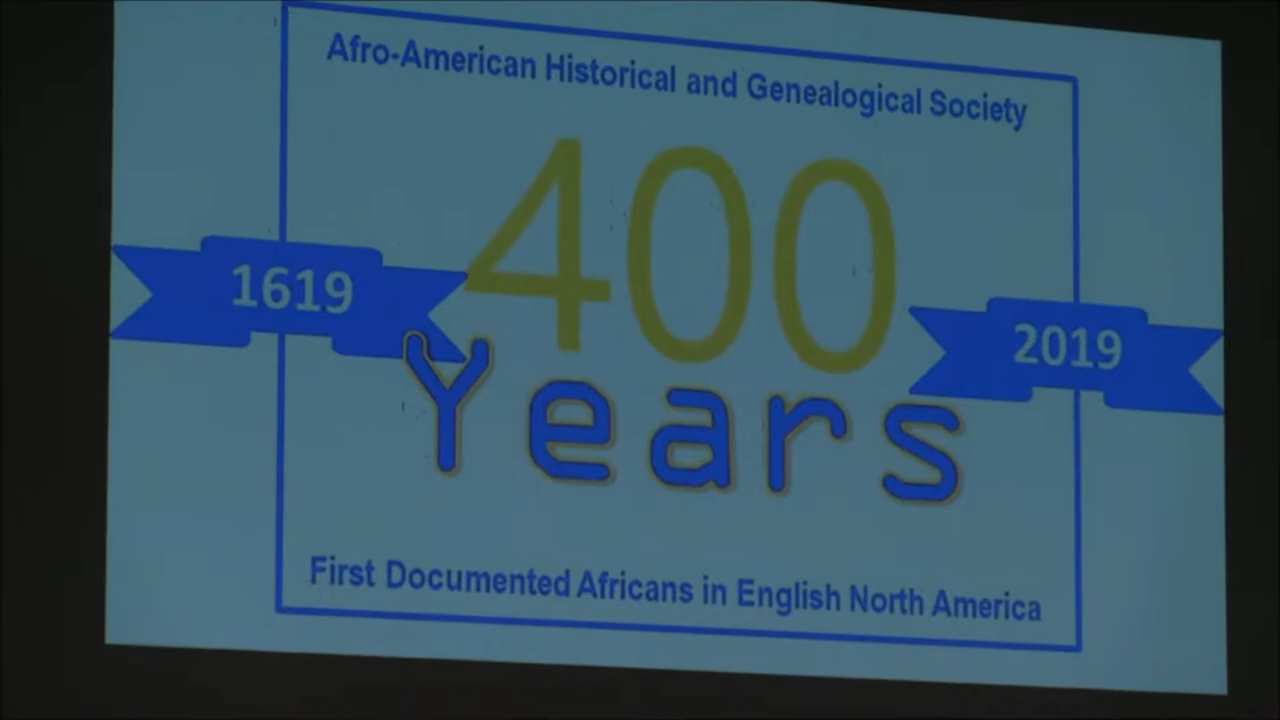 Afro-American Historical and Genealogical Society
400
1619
2019
Years
First Documented Africans in English North America